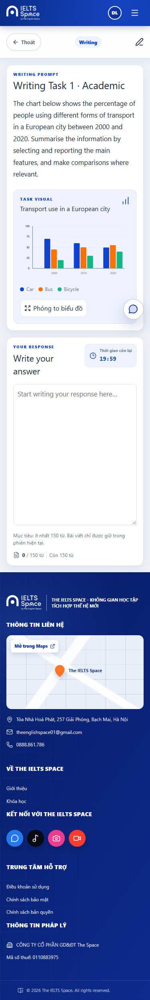 IELTS
Space
by The English Space
DL
Thoát
Writing
WRITING PROMPT
Writing Task 1 · Academic
The chart below shows the percentage of
people using different forms of transport
in a European city between 2000 and
2020. Summarise the information by
selecting and reporting the main
features, and make comparisons where
relevant.
TASK VISUAL
Transport use in a European city
100
75
50
25
0
2000
2010
2020
Car
Bus
Bicycle
Phóng to biểu đồ
YOUR RESPONSE
Write your
answer
Thời gian còn lại
19:59
Start writing your response here...
Mục tiêu: ít nhất 150 từ. Bài viết chỉ được giữ trong
phiên hiện tại.
0 / 150 từ
Còn 150 từ
IELTS
Space
by The English Space
THE IELTS SPACE - KHÔNG GIAN HỌC TẬP
TÍCH HỢP THẾ HỆ MỚI
THÔNG TIN LIÊN HỆ
Mở trong Maps
The IELTS Space
Tòa Nhà Hoà Phát, 257 Giải Phóng, Bạch Mai, Hà Nội
theenglishspace01@gmail.com
0888.861.786
VỀ THE IELTS SPACE
Giới thiệu
Khóa học
KẾT NỐI VỚI THE IELTS SPACE
TRUNG TÂM HỖ TRỢ
Điều khoản sử dụng
Chính sách bảo mật
Chính sách bản quyền
THÔNG TIN PHÁP LÝ
CÔNG TY CỔ PHẦN GD&ĐT The Space
Mã số thuế: 0110883975
© 2026 The IELTS Space. All rights reserved.